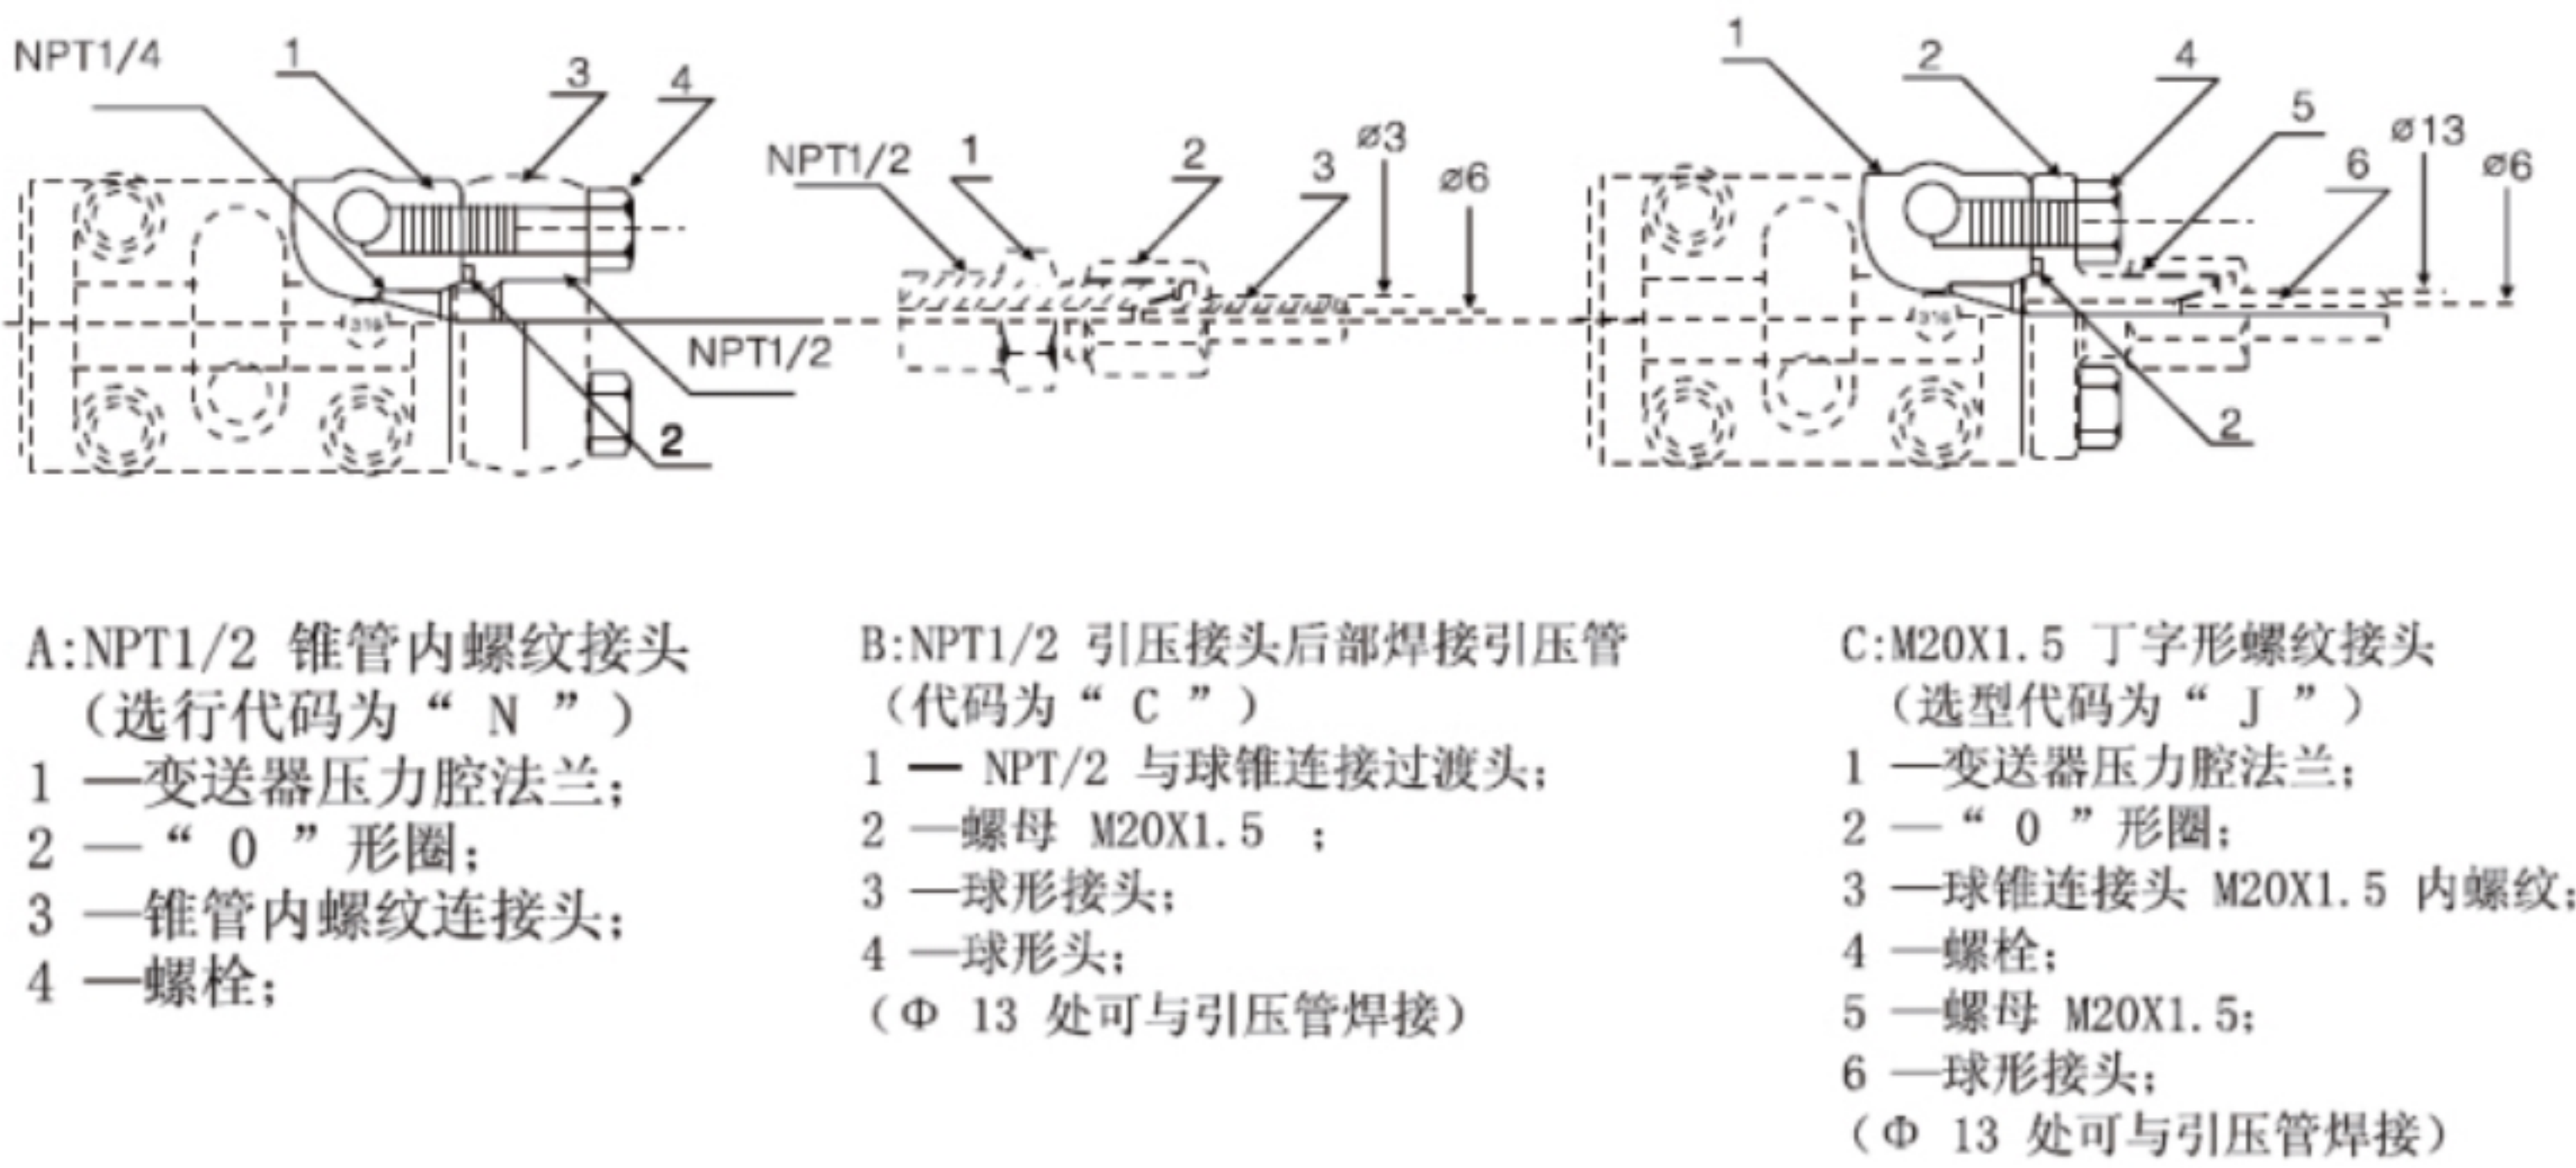 NPT1/4
1
3
4
NPT1/2
2
316
NPT1/2
1
2
3
ø3
ø6
1
2
4
5
6
ø13
ø6
2
316
A:NPT1/2 锥管内螺纹接头
（选行代码为“ N ”）
1 —变送器压力腔法兰；
2 —“ O ”形圈；
3 —锥管内螺纹连接头；
4 —螺栓；
B:NPT1/2 引压接头后部焊接引压管
（代码为“ C ”）
1 — NPT/2 与球锥连接过渡头；
2 —螺母 M20X1.5 ；
3 —球形接头；
4 —球形头；
（Φ 13 处可与引压管焊接）
C:M20X1.5 丁字形螺纹接头
（选型代码为“ J ”）
1 —变送器压力腔法兰；
2 —“ O ”形圈；
3 —球锥连接头 M20X1.5 内螺纹；
4 —螺栓；
5 —螺母 M20X1.5；
6 —球形接头；
（Φ 13 处可与引压管焊接）